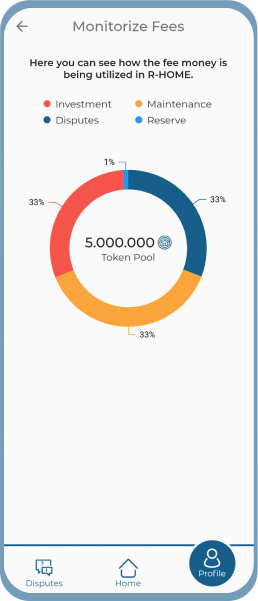 Monitorize Fees
Here you can see how the fee money is
being utilized in R-HOME.
Investment
Maintenance
Disputes
Reserve
1%
33%
33%
5.000.000
Token Pool
33%
Disputes
Home
Profile